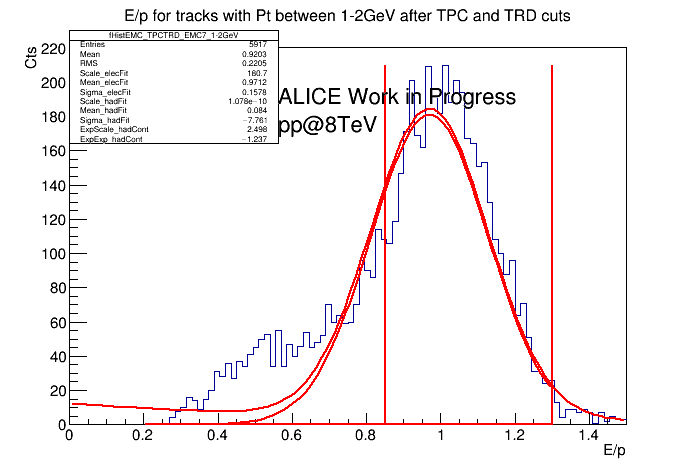 E/p for tracks with Pt between 1-2GeV after TPC and TRD cuts
Cts
fHistEMC_TPCTRD_EMC7_1-2GeV
Entries 5917
Mean 0.9203
RMS 0.2205
Scale_elecFit 160.7
Mean_elecFit 0.9712
Sigma_elecFit 0.1578
Scale_hadFit 1.078e-10
Mean_hadFit 0.084
Sigma_hadFit -7.761
ExpScale_hadCont 2.498
ExpExp_hadCont -1.237
ALICE Work in Progress
pp@8TeV
220
200
180
160
140
120
100
80
60
40
20
0
0 0.2 0.4 0.6 0.8 1 1.2 1.4
E/p